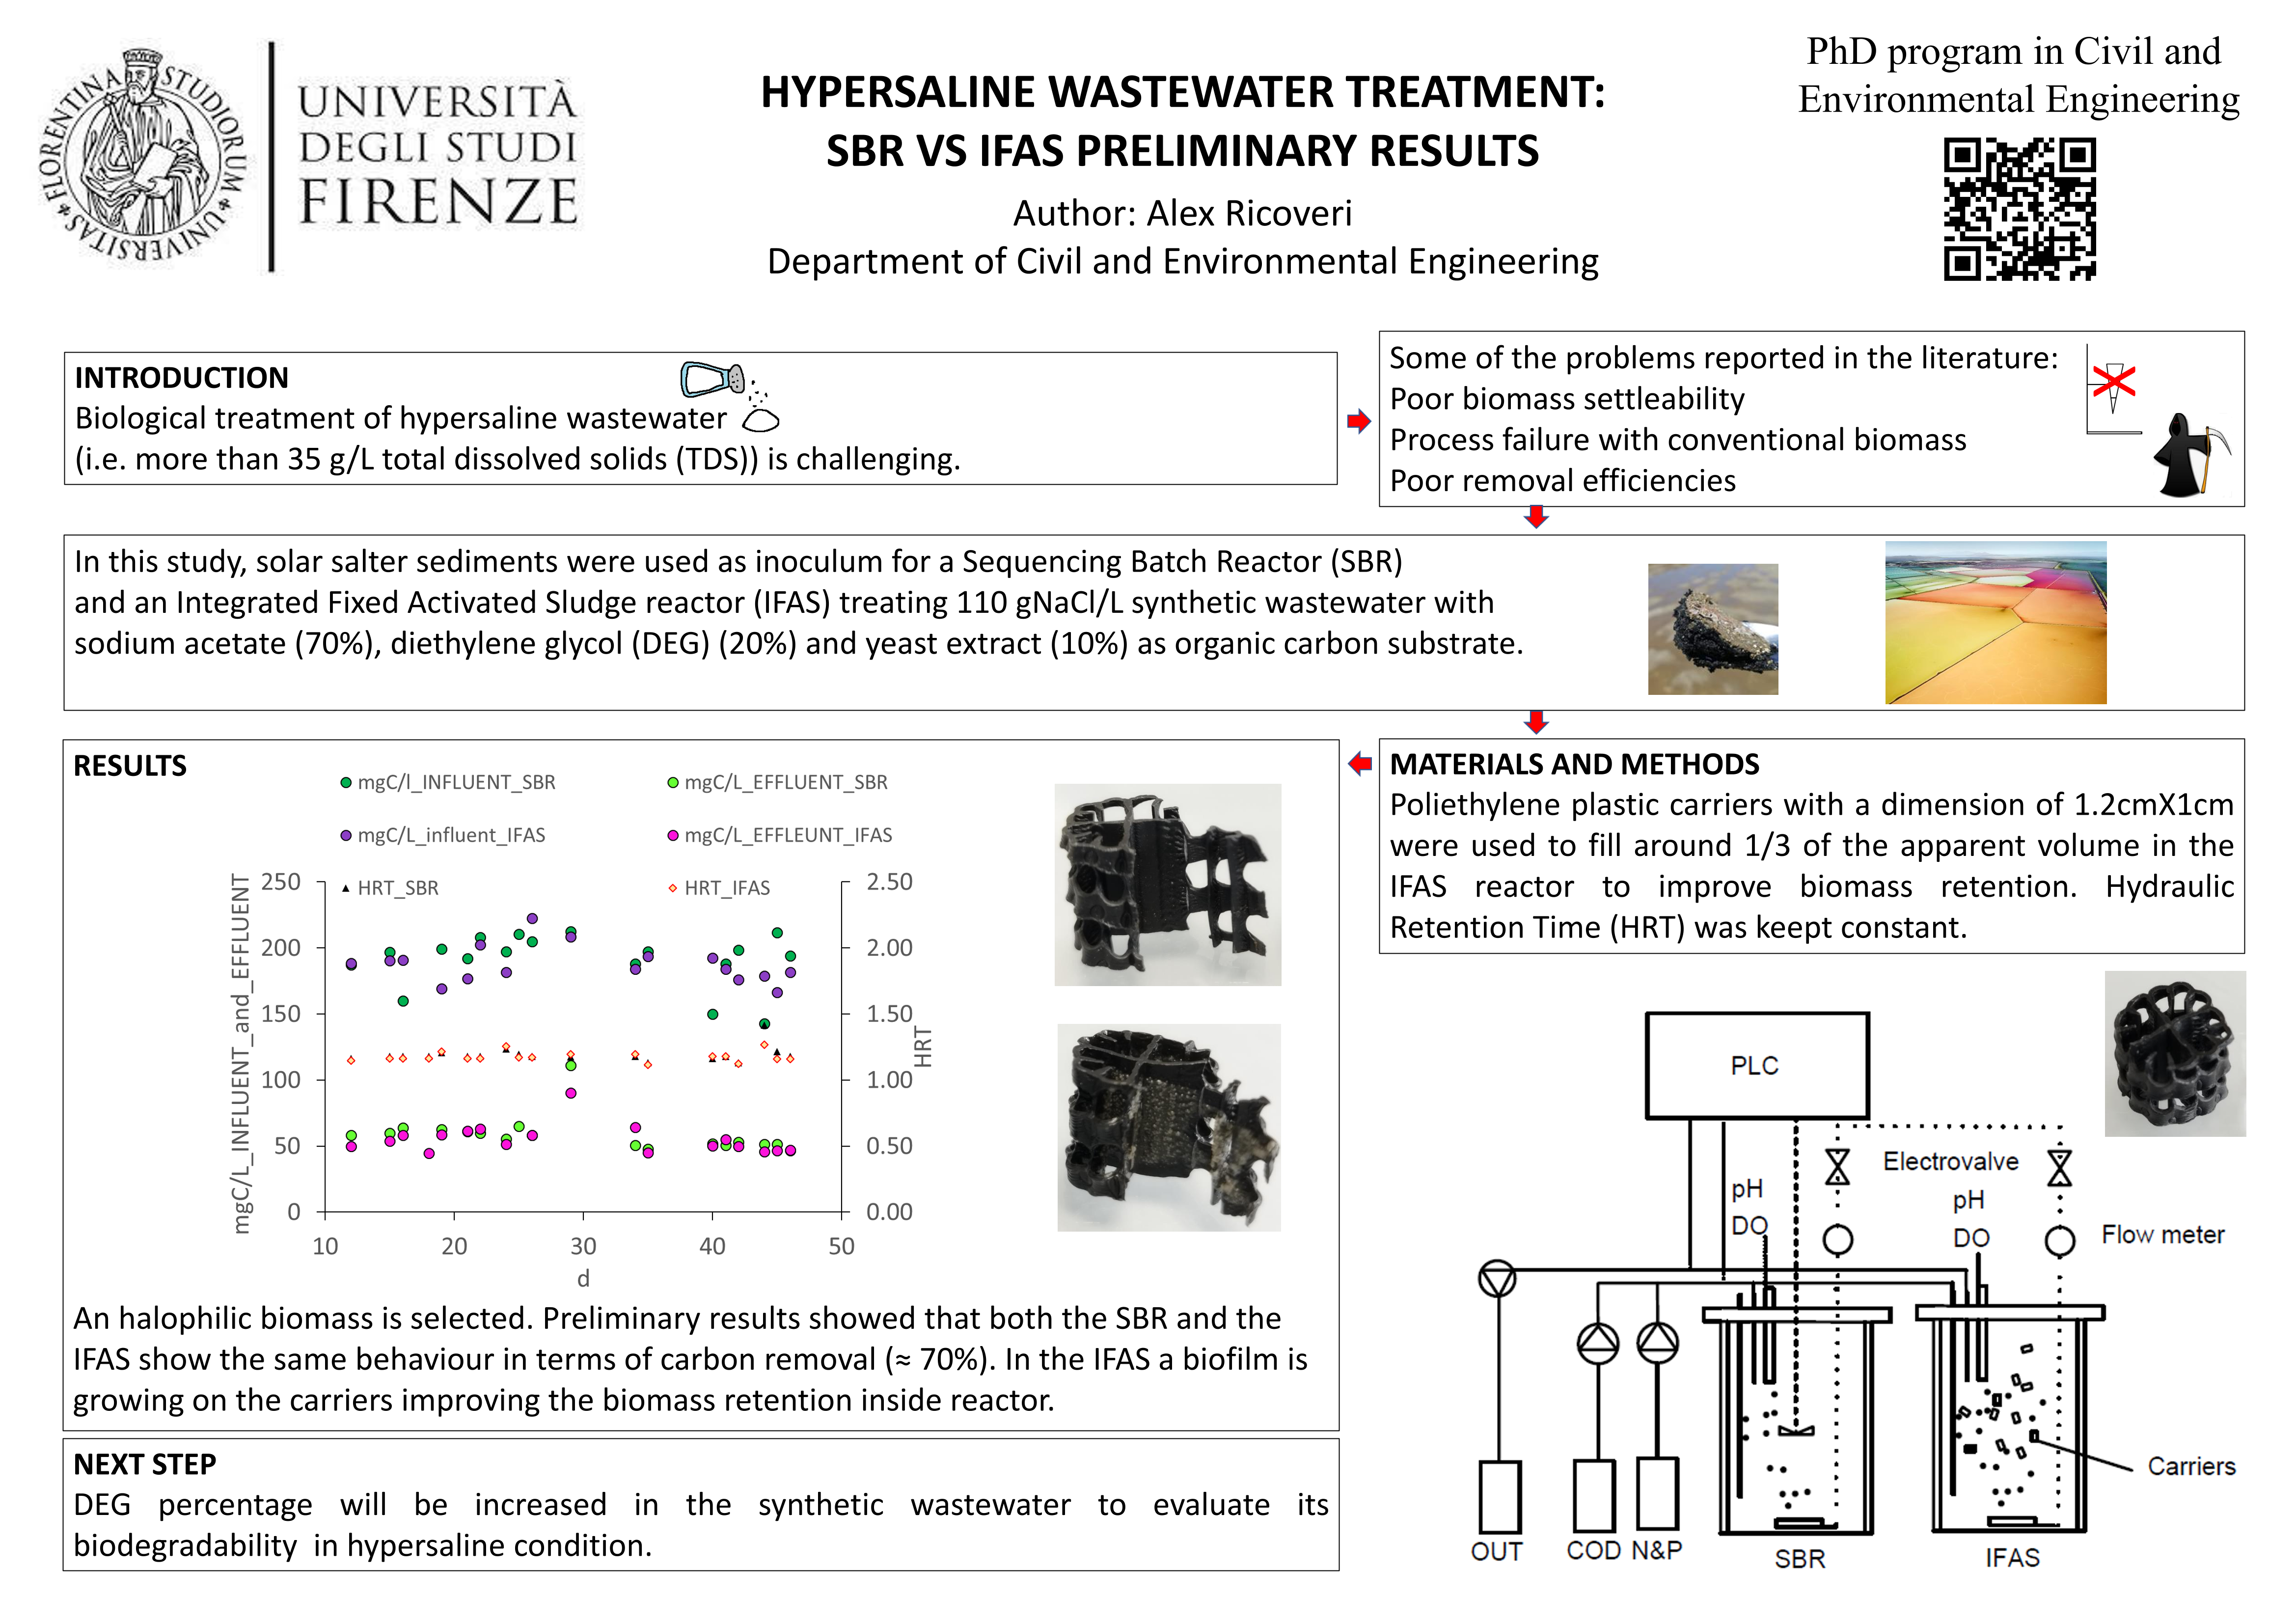 FLORENTINA STUDIORUM UNIVERSITAS
UNIVERSITÀ
DEGLI STUDI
FIRENZE
HYPERSALINE WASTEWATER TREATMENT:
SBR VS IFAS PRELIMINARY RESULTS
Author: Alex Ricoveri
Department of Civil and Environmental Engineering
PhD program in Civil and
Environmental Engineering
INTRODUCTION
Biological treatment of hypersaline wastewater
(i.e. more than 35 g/L total dissolved solids (TDS)) is challenging.
Some of the problems reported in the literature:
Poor biomass settleability
Process failure with conventional biomass
Poor removal efficiencies
In this study, solar salter sediments were used as inoculum for a Sequencing Batch Reactor (SBR)
and an Integrated Fixed Activated Sludge reactor (IFAS) treating 110 gNaCl/L synthetic wastewater with
sodium acetate (70%), diethylene glycol (DEG) (20%) and yeast extract (10%) as organic carbon substrate.
RESULTS
mgC/l_INFLUENT_SBR
mgC/L_EFFLUENT_SBR
mgC/L_influent_IFAS
mgC/L_EFFLEUNT_IFAS
HRT_SBR
HRT_IFAS
mgC/L_INFLUENT_and_EFFLUENT
250
200
150
100
50
0
2.50
2.00
1.50
1.00
0.50
0.00
HRT
10 20 30 40 50
d
An halophilic biomass is selected. Preliminary results showed that both the SBR and the
IFAS show the same behaviour in terms of carbon removal (≈ 70%). In the IFAS a biofilm is
growing on the carriers improving the biomass retention inside reactor.
NEXT STEP
DEG percentage will be increased in the synthetic wastewater to evaluate its
biodegradability in hypersaline condition.
MATERIALS AND METHODS
Poliethylene plastic carriers with a dimension of 1.2cmX1cm
were used to fill around 1/3 of the apparent volume in the
IFAS reactor to improve biomass retention. Hydraulic
Retention Time (HRT) was keept constant.
PLC
Electrovalve
pH
DO
pH
DO
Flow meter
Carriers
OUT
COD
N&P
SBR
IFAS